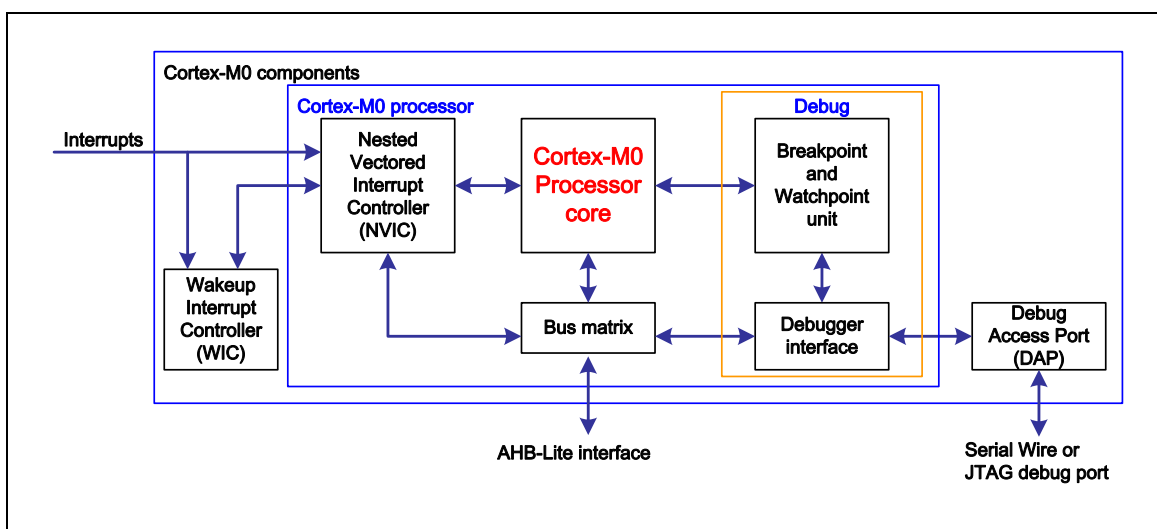 Cortex-M0 components
Cortex-M0 processor
Debug
Interrupts
Nested
Vectored
Interrupt
Controller
(NVIC)
Cortex-M0
Processor
core
Breakpoint
and
Watchpoint
unit
Wakeup
Interrupt
Controller
(WIC)
Bus matrix
Debugger
interface
Debug
Access Port
(DAP)
AHB-Lite interface
Serial Wire or
JTAG debug port